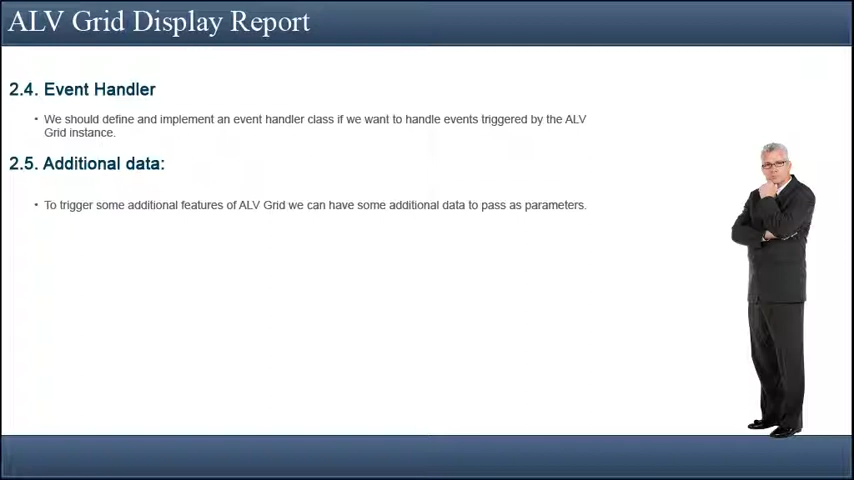 ALV Grid Display Report
2.4. Event Handler
• We should define and implement an event handler class if we want to handle events triggered by the ALV
Grid instance.
2.5. Additional data:
• To trigger some additional features of ALV Grid we can have some additional data to pass as parameters.